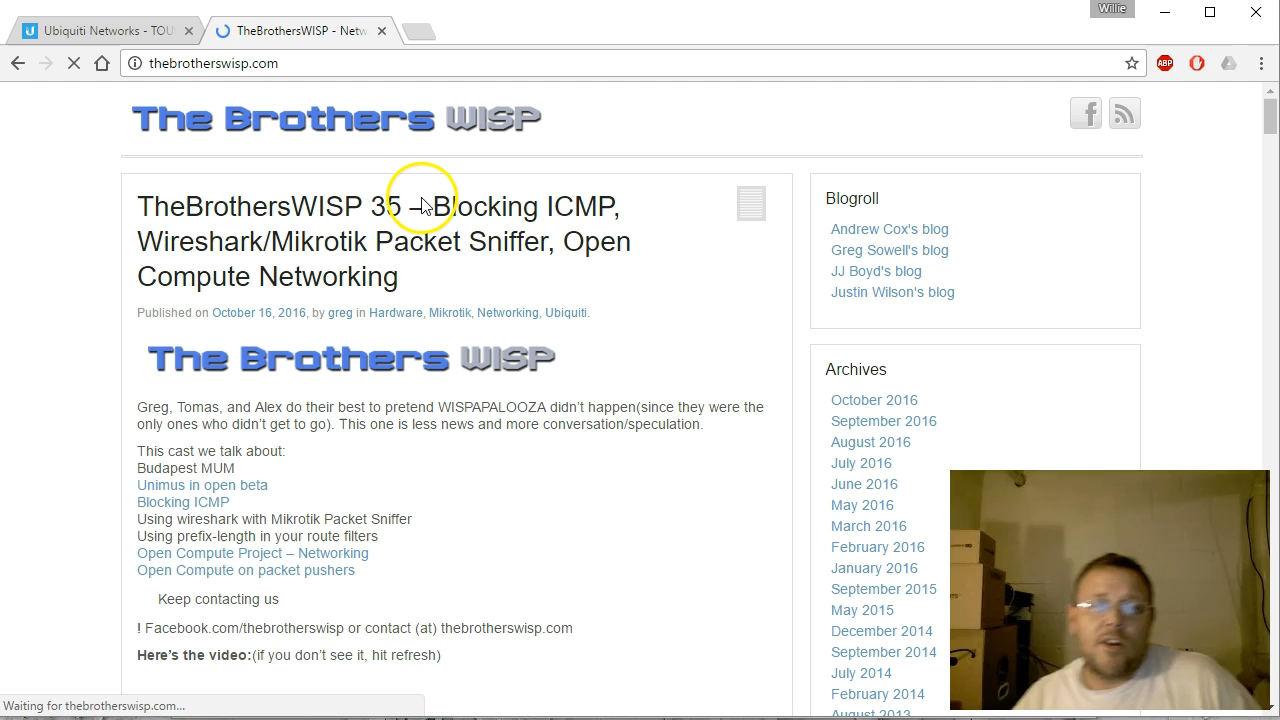 Willie
Ubiquiti Networks - TOU
TheBrothersWISP - Netw
thebrotherswisp.com
ABP
The Brothers WISP
TheBrothersWISP 35 – Blocking ICMP,
Wireshark/Mikrotik Packet Sniffer, Open
Compute Networking
Published on October 16, 2016, by greg in Hardware, Mikrotik, Networking, Ubiquiti.
The Brothers WISP
Greg, Tomas, and Alex do their best to pretend WISPAPALOOZA didn't happen(since they were the
only ones who didn't get to go). This one is less news and more conversation/speculation.
This cast we talk about:
Budapest MUM
Unimus in open beta
Blocking ICMP
Using wireshark with Mikrotik Packet Sniffer
Using prefix-length in your route filters
Open Compute Project – Networking
Open Compute on packet pushers
Keep contacting us
! Facebook.com/thebrotherswisp or contact (at) thebrotherswisp.com
Here's the video:(if you don't see it, hit refresh)
Blogroll
Andrew Cox's blog
Greg Sowell's blog
JJ Boyd's blog
Justin Wilson's blog
Archives
October 2016
September 2016
August 2016
July 2016
June 2016
May 2016
March 2016
February 2016
January 2016
September 2015
May 2015
December 2014
September 2014
July 2014
February 2014
August 2013
Waiting for thebrotherswisp.com...